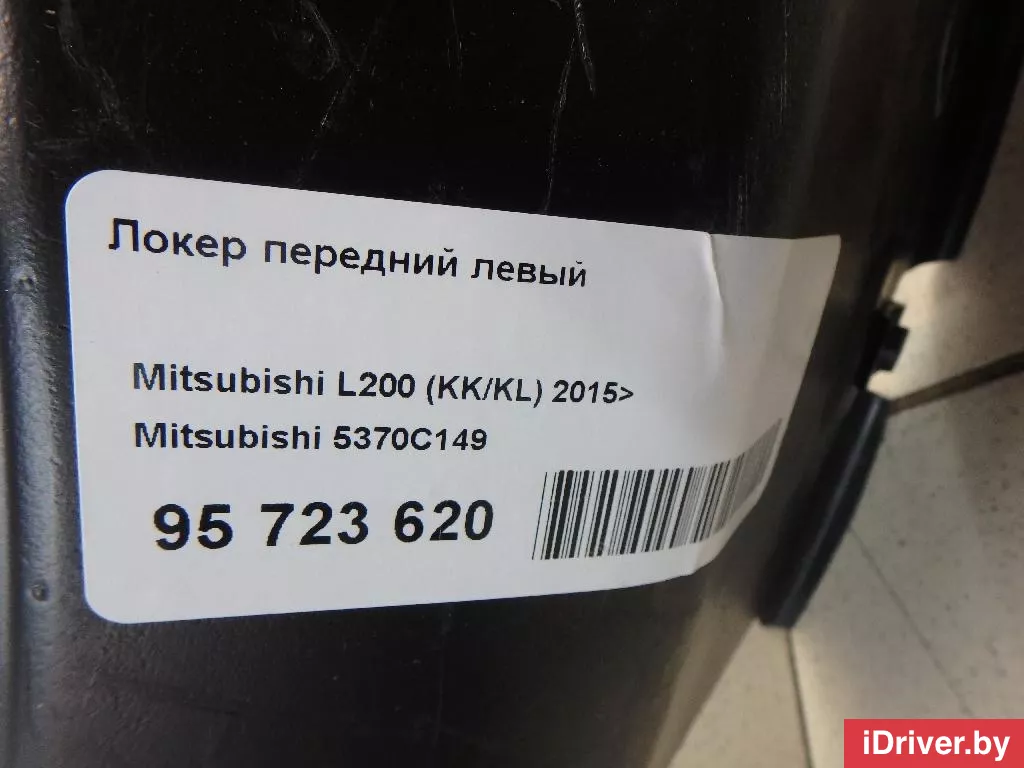 Локер передний левый
Mitsubishi L200 (KK/KL) 2015>
Mitsubishi 5370C149
95 723 620
iDriver.by